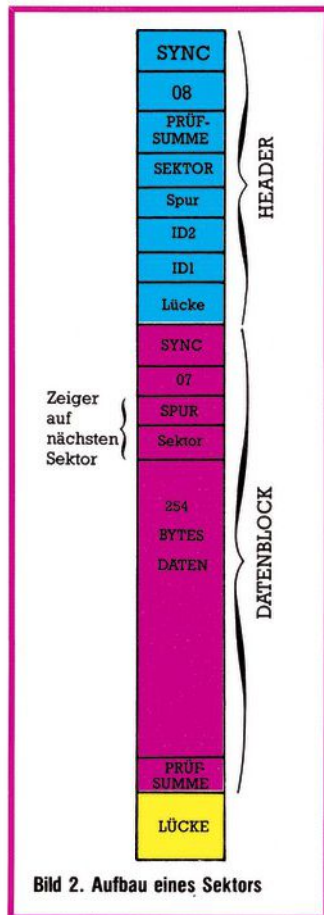 SYNC
08
PRÜF-
SUMME
SEKTOR
Spur
ID2
ID1
Lücke
HEADER
SYNC
07
SPUR
Sektor
Zeiger
auf
nächsten
Sektor
254
BYTES
DATEN
PRÜF-
SUMME
DATENBLOCK
LÜCKE
Bild 2. Aufbau eines Sektors